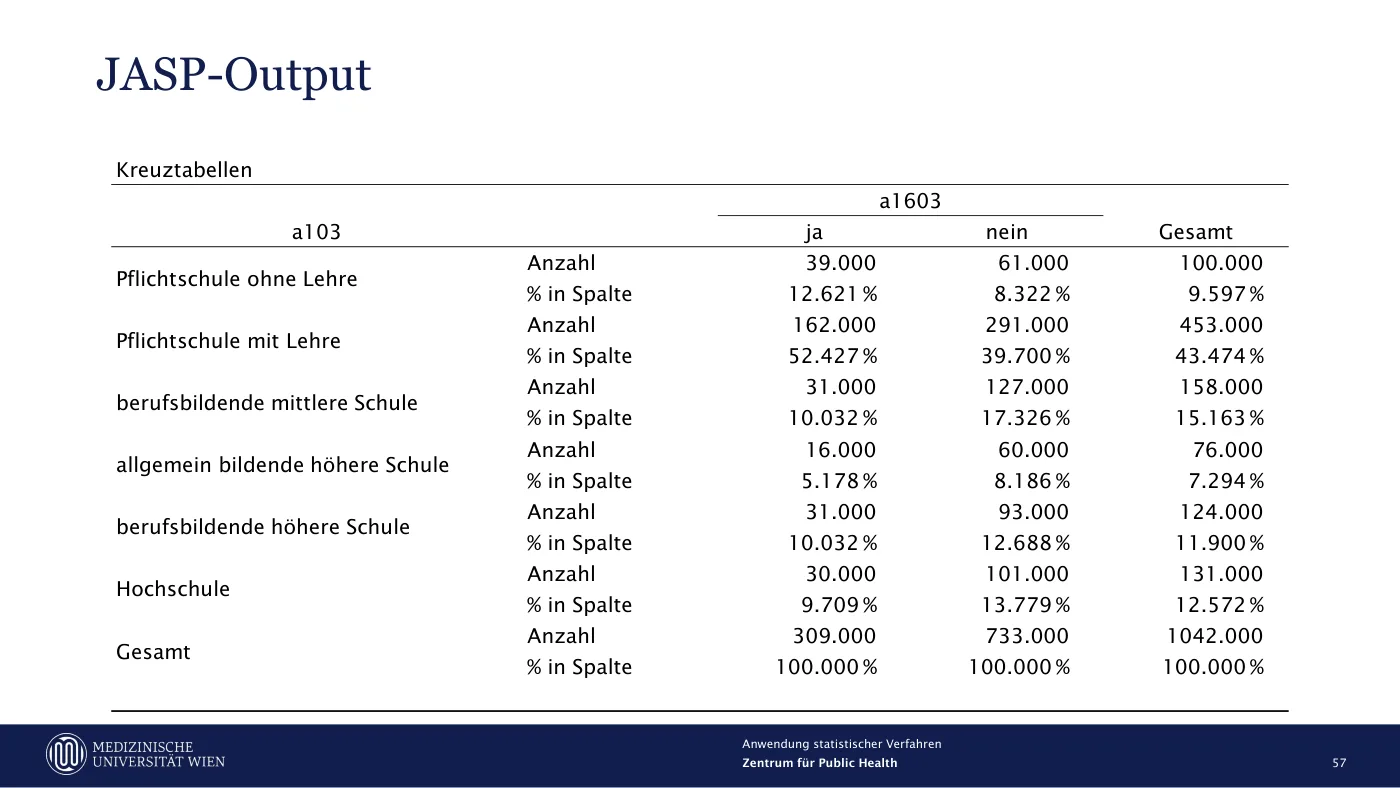 JASP-Output
Kreuztabellen
a1603
a103 ja nein Gesamt
Pflichtschule ohne Lehre Anzahl 39.000 61.000 100.000
% in Spalte 12.621 % 8.322 % 9.597 %
Pflichtschule mit Lehre Anzahl 162.000 291.000 453.000
% in Spalte 52.427 % 39.700 % 43.474 %
berufsbildende mittlere Schule Anzahl 31.000 127.000 158.000
% in Spalte 10.032 % 17.326 % 15.163 %
allgemein bildende höhere Schule Anzahl 16.000 60.000 76.000
% in Spalte 5.178 % 8.186 % 7.294 %
berufsbildende höhere Schule Anzahl 31.000 93.000 124.000
% in Spalte 10.032 % 12.688 % 11.900 %
Hochschule Anzahl 30.000 101.000 131.000
% in Spalte 9.709 % 13.779 % 12.572 %
Gesamt Anzahl 309.000 733.000 1042.000
% in Spalte 100.000 % 100.000 % 100.000 %
MEDIZINISCHE
UNIVERSITÄT WIEN
Anwendung statistischer Verfahren
Zentrum für Public Health
57